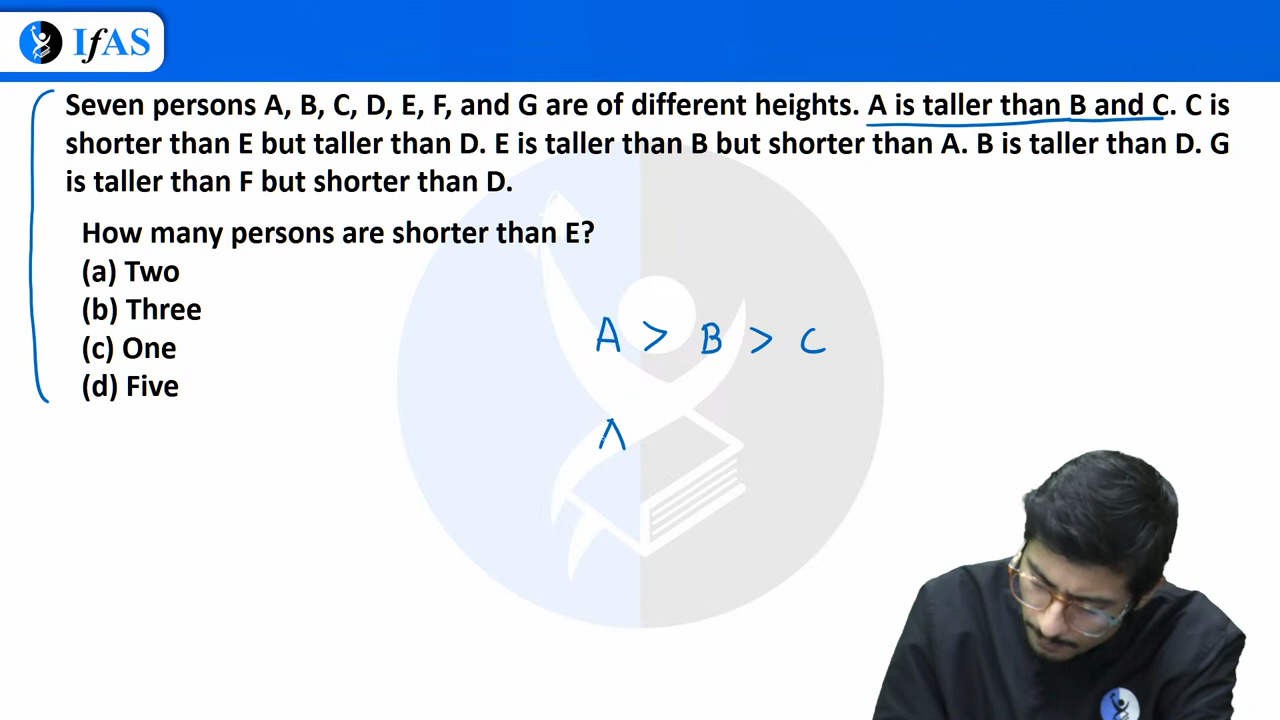 IfAS
Seven persons A, B, C, D, E, F, and G are of different heights. A is taller than B and C. C is
shorter than E but taller than D. E is taller than B but shorter than A. B is taller than D. G
is taller than F but shorter than D.
How many persons are shorter than E?
(a) Two
(b) Three
(c) One
(d) Five
A > B > C
Λ